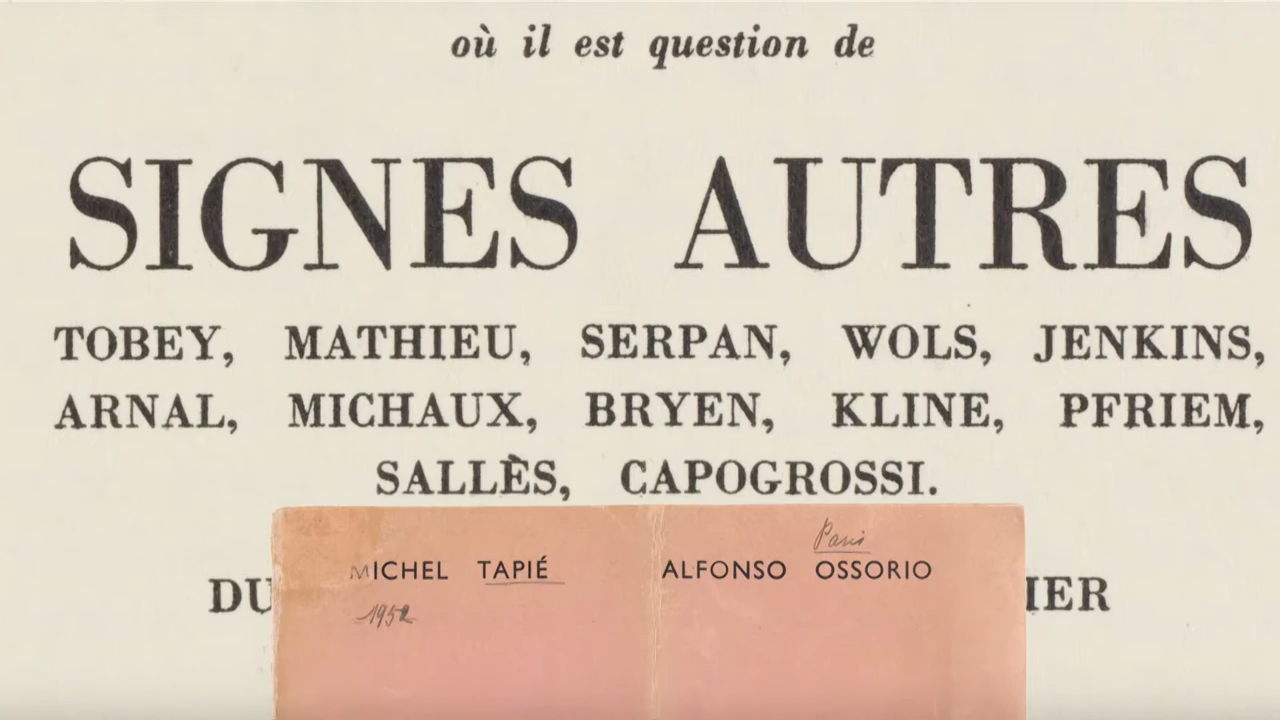 où il est question de
SIGNES AUTRES
TOBEY, MATHIEU, SERPAN, WOLS, JENKINS,
ARNAL, MICHAUX, BRYEN, KLINE, PFRIEM,
SALLÈS, CAPOGROSSI.
Paris
MICHEL TAPIÉ ALFONSO OSSORIO
1952